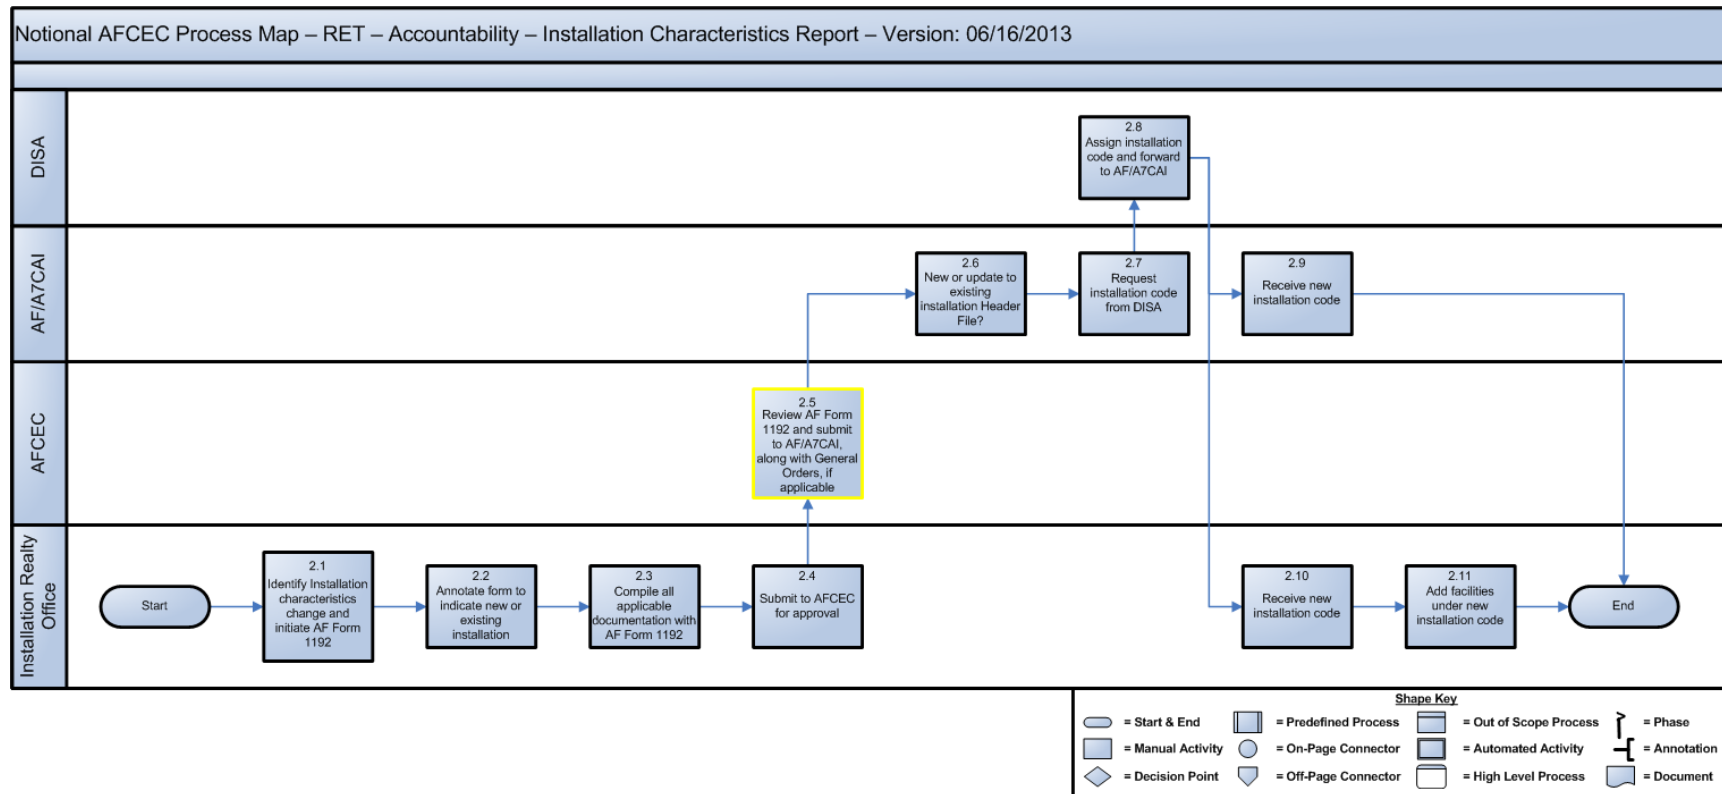 Notional AFCEC Process Map – RET – Accountability – Installation Characteristics Report – Version: 06/16/2013
DISA
2.8
Assign installation
code and forward
to AF/A7CAI
AF/A7CAI
2.6
New or update to
existing
installation Header
File?
2.7
Request
installation code
from DISA
2.9
Receive new
installation code
AFCEC
2.5
Review AF Form
1192 and submit
to AF/A7CAI,
along with General
Orders, if
applicable
Installation Realty
Office
Start
2.1
Identify Installation
characteristics
change and
initiate AF Form
1192
2.2
Annotate form to
indicate new or
existing
installation
2.3
Compile all
applicable
documentation with
AF Form 1192
2.4
Submit to AFCEC
for approval
2.10
Receive new
installation code
2.11
Add facilities
under new
installation code
End
Shape Key
= Start & End
= Predefined Process
= Out of Scope Process
= Phase
= Manual Activity
= On-Page Connector
= Automated Activity
= Annotation
= Decision Point
= Off-Page Connector
= High Level Process
= Document